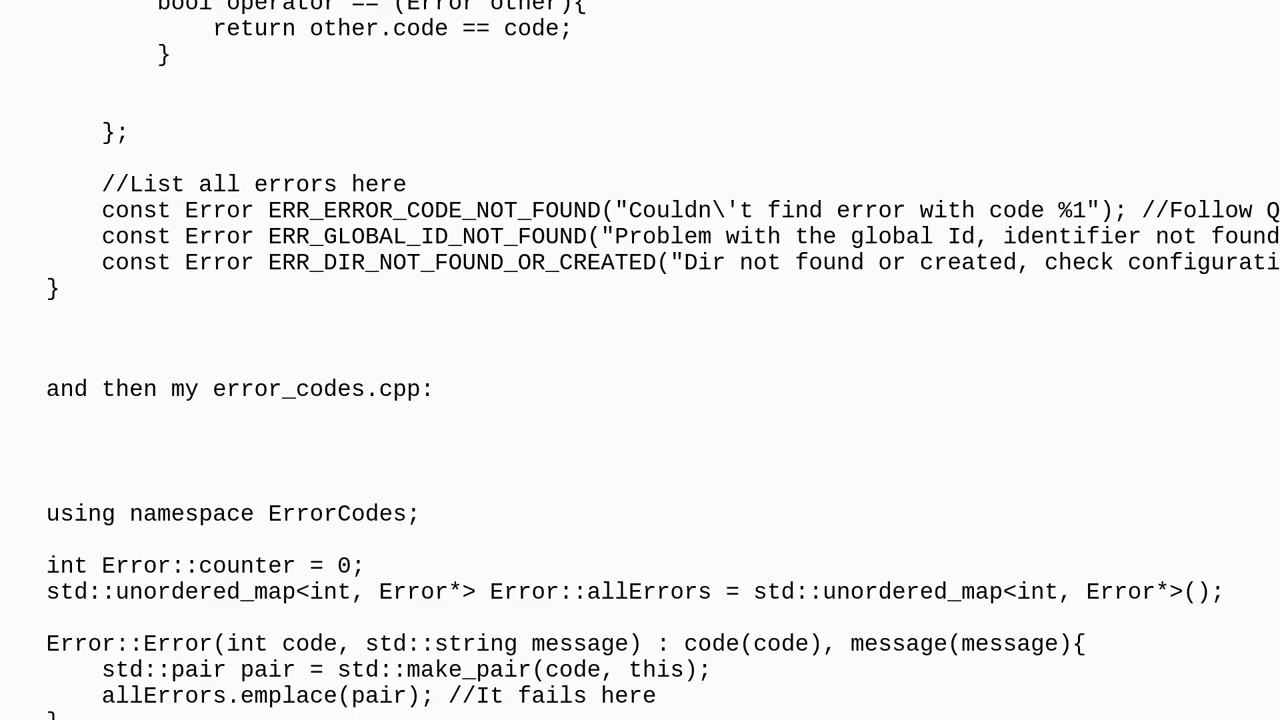 bool operator == (Error other){
return other.code == code;
}
};
//List all errors here
const Error ERR_ERROR_CODE_NOT_FOUND("Couldn\'t find error with code %1"); //Follow Q
const Error ERR_GLOBAL_ID_NOT_FOUND("Problem with the global Id, identifier not found
const Error ERR_DIR_NOT_FOUND_OR_CREATED("Dir not found or created, check configurati
}
and then my error_codes.cpp:
using namespace ErrorCodes;
int Error::counter = 0;
std::unordered_map<int, Error*> Error::allErrors = std::unordered_map<int, Error*>();
Error::Error(int code, std::string message) : code(code), message(message){
std::pair pair = std::make_pair(code, this);
allErrors.emplace(pair); //It fails here
}